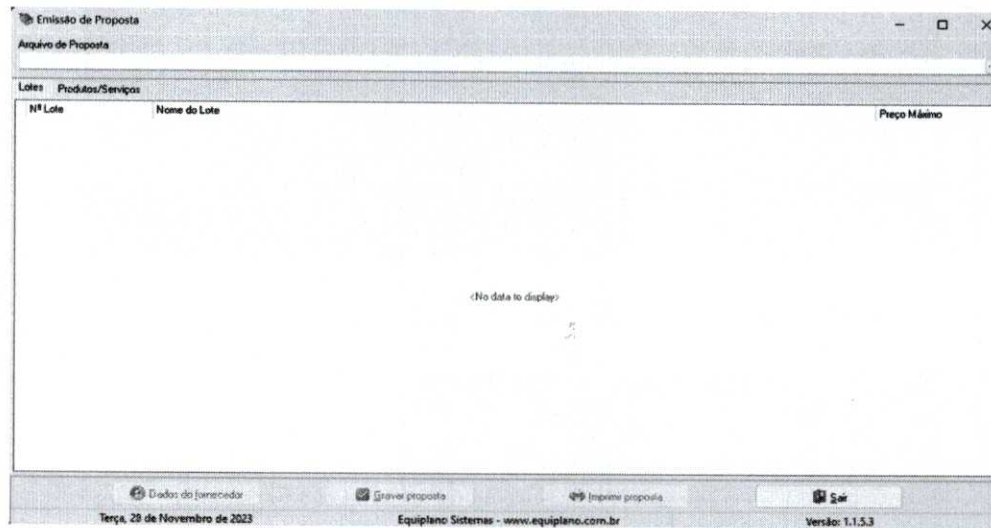 Emissão de Proposta
Arquivo de Proposta
Lotes Produtos/Serviços
Nº Lote Nome do Lote Preço Máximo
<No data to display>
Dados do fornecedor Gravar proposta Imprimir proposta Sair
Terça, 28 de Novembro de 2023 Equiplano Sistemas - www.equiplano.com.br Versão: 1.1.5.3